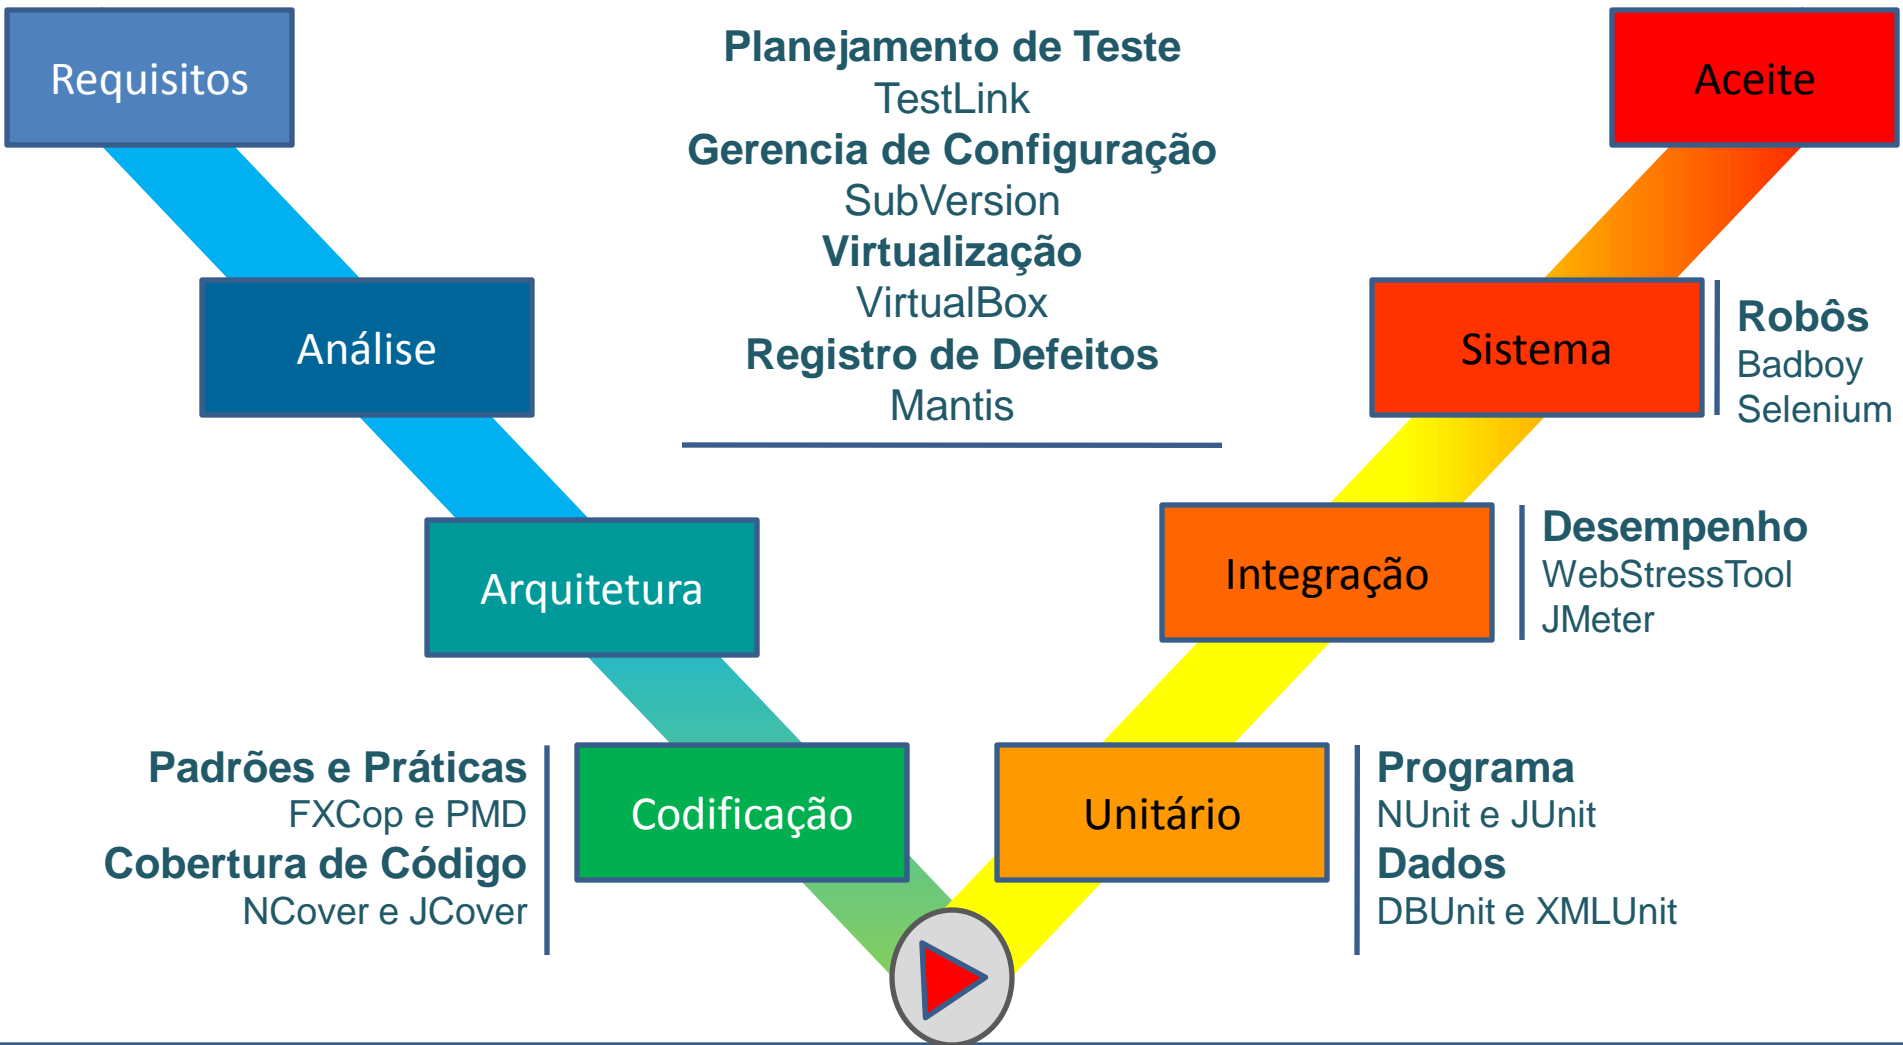 Requisitos
Planejamento de Teste
TestLink
Gerencia de Configuração
SubVersion
Virtualização
VirtualBox
Registro de Defeitos
Mantis
Aceite
Análise
Sistema
Robôs
Badboy
Selenium
Arquitetura
Integração
Desempenho
WebStressTool
JMeter
Padrões e Práticas
FXCop e PMD
Cobertura de Código
NCover e JCover
Codificação
Unitário
Programa
NUnit e JUnit
Dados
DBUnit e XMLUnit